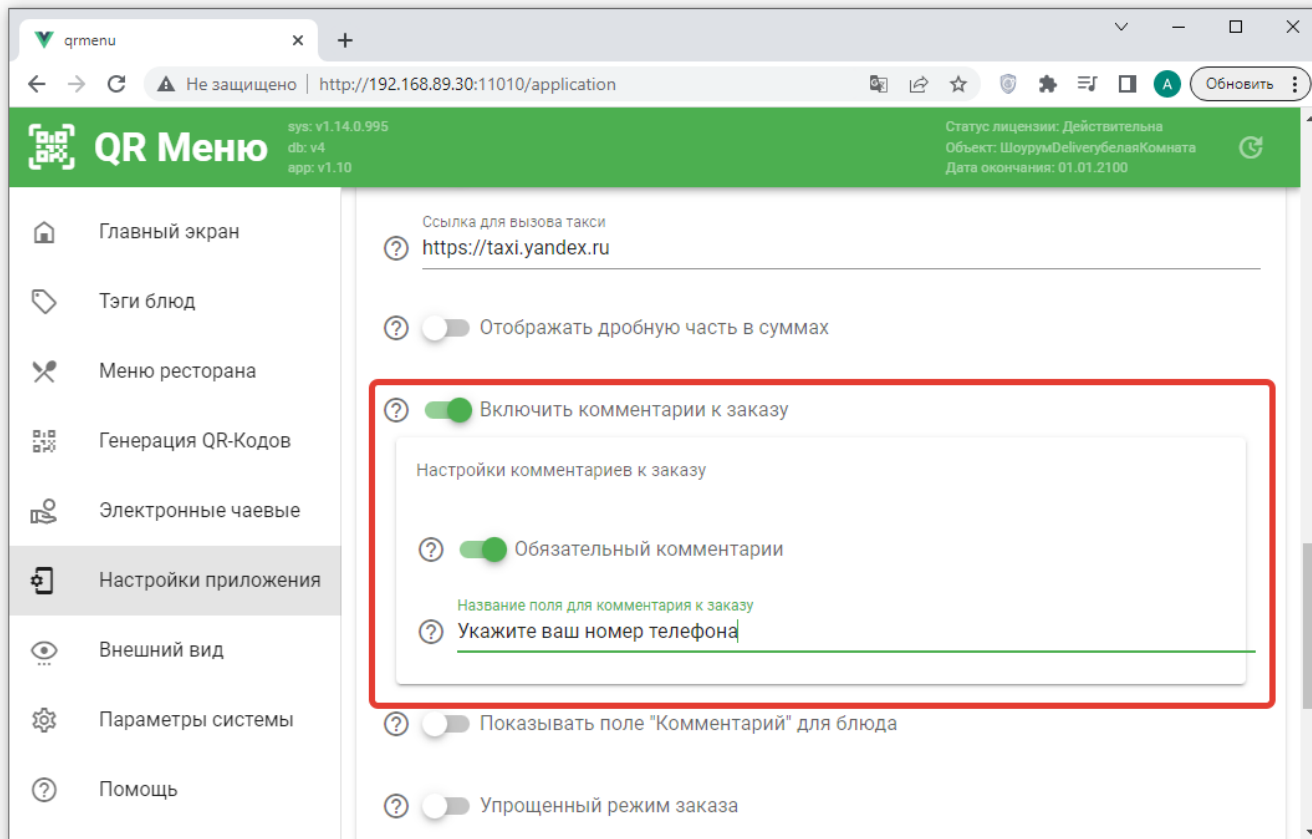 qrmenu
Не защищено http://192.168.89.30:11010/application
А
Обновить
QR Меню
sys: v1.14.0.995
db: v4
app: v1.10
Статус лицензии: Действительна
Объект: ШоурумDeliveryбелаяКомната
Дата окончания: 01.01.2100
Главный экран
Тэги блюд
Меню ресторана
Генерация QR-Кодов
Электронные чаевые
Настройки приложения
Внешний вид
Параметры системы
Помощь
Ссылка для вызова такси
https://taxi.yandex.ru
Отображать дробную часть в суммах
Включить комментарии к заказу
Настройки комментариев к заказу
Обязательный комментарии
Название поля для комментария к заказу
Укажите ваш номер телефона
Показывать поле "Комментарий" для блюда
Упрощенный режим заказа